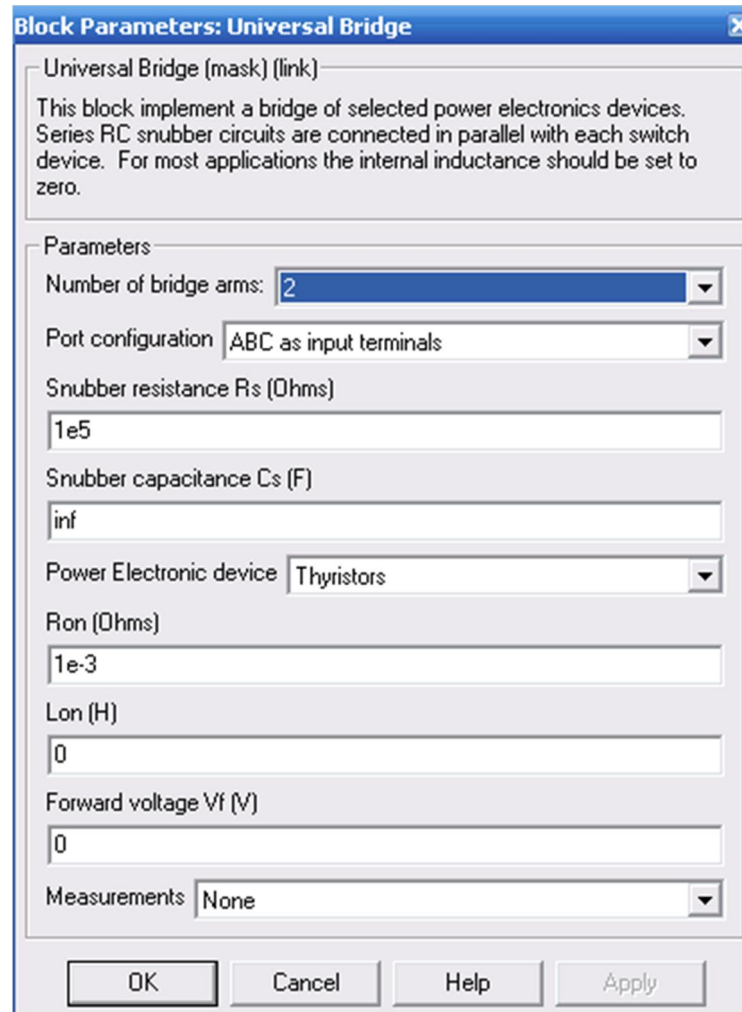 Block Parameters: Universal Bridge
Universal Bridge (mask) (link)
This block implement a bridge of selected power electronics devices.
Series RC snubber circuits are connected in parallel with each switch
device.  For most applications the internal inductance should be set to
zero.
Parameters
Number of bridge arms: 2
Port configuration ABC as input terminals
Snubber resistance Rs (Ohms)
1e5
Snubber capacitance Cs (F)
inf
Power Electronic device Thyristors
Ron (Ohms)
1e-3
Lon (H)
0
Forward voltage Vf (V)
0
Measurements None
OK Cancel Help Apply